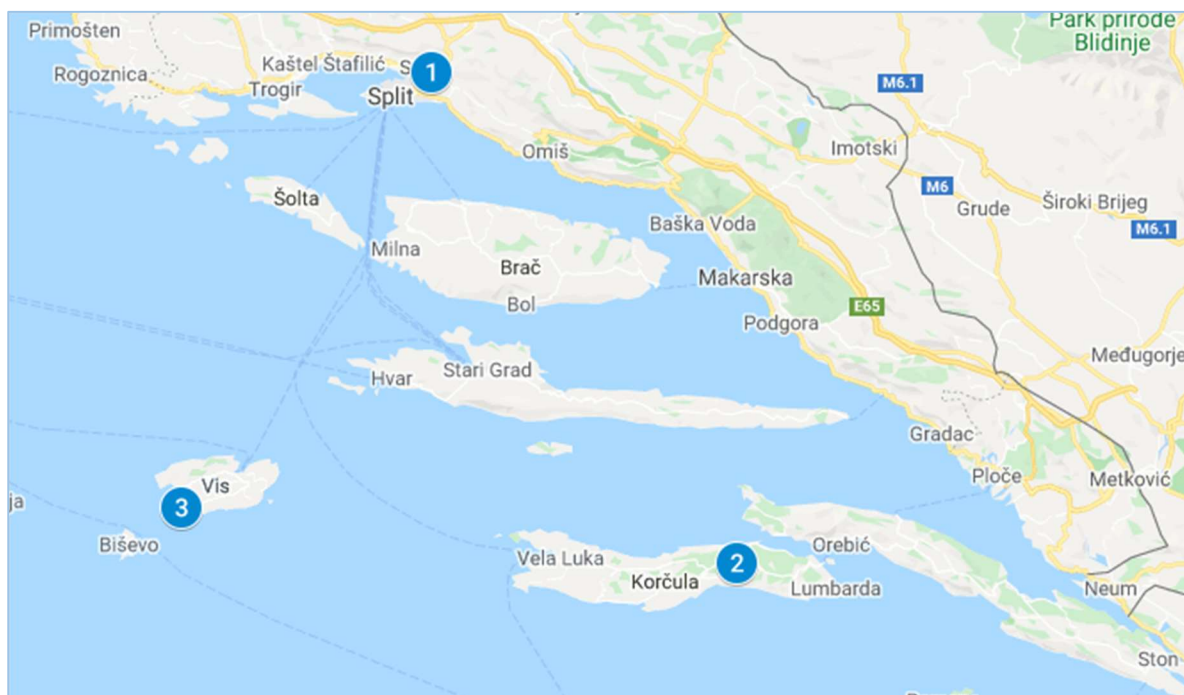 Park prirode
Blidinje
Primošten
Kaštel Štafilić
S
1
Rogoznica
Trogir
Split
M6.1
Omiš
Imotski
M6
Šolta
Grude
Široki Brijeg
M6.1
Baška Voda
Milna
Brač
Makarska
Bol
E65
Podgora
Međugorje
Hvar
Stari Grad
Gradac
Ploče
Metković
Vis
3
ja
Biševo
Vela Luka
2
Orebić
Korčula
Lumbarda
Neum
Ston